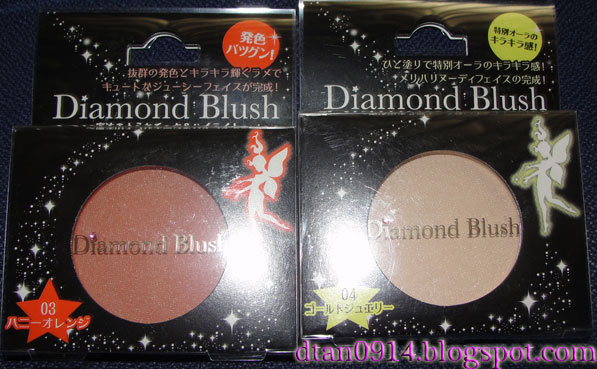 発色
バツグン!
抜群の発色とキラキラ輝くラメで
キュートなジューシーフェイスが完成!
Diamond Blush
Diamond Blush
03
ハニーオレンジ
特別オーラの
キラキラ感!
ひと塗りで特別オーラのキラキラ感!
メリハリヌーディフェイスの完成!
Diamond Blush
Diamond Blush
04
ゴールドジュエリー
dtan0914.blogspot.com